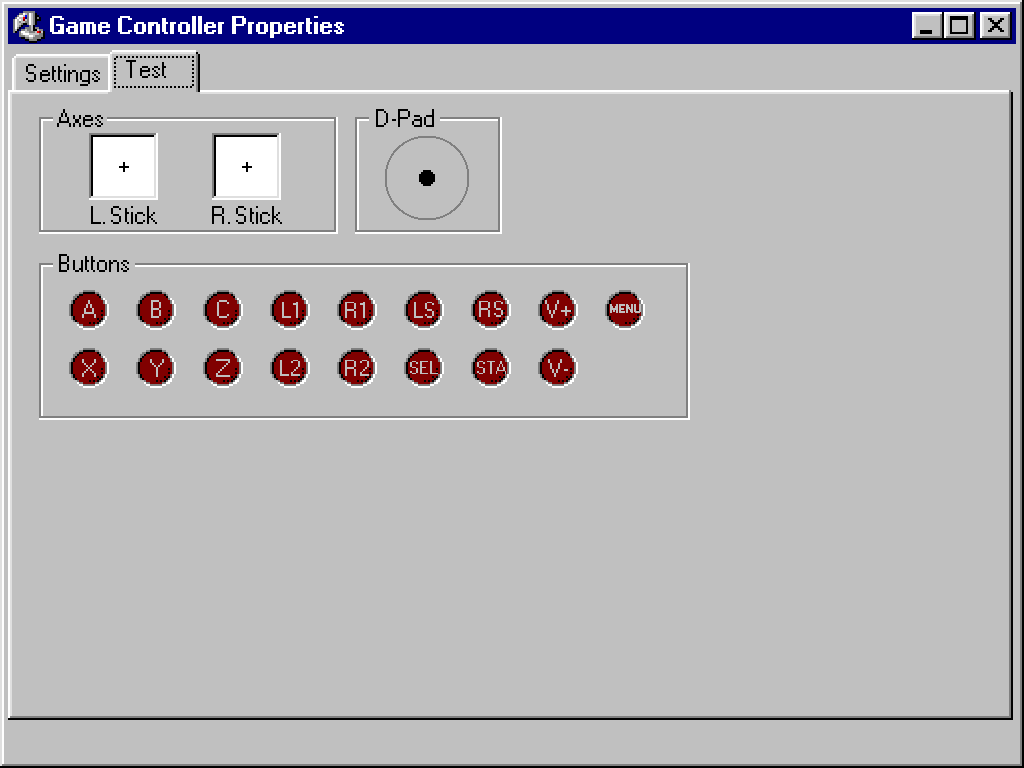 Game Controller Properties
Settings Test
Axes D-Pad
L.Stick R.Stick
Buttons
A B C L1 R1 LS RS V+ MENU
X Y Z L2 R2 SEL STA V-